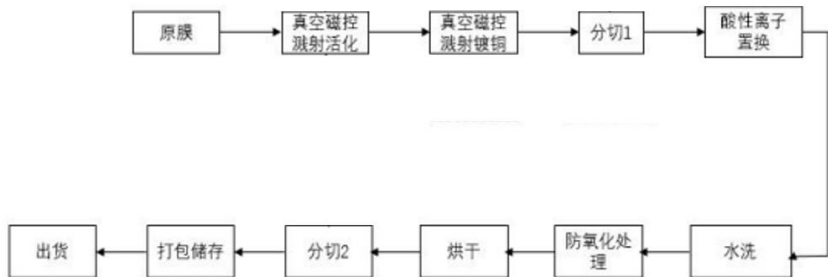 原膜
真空磁控
溅射活化
真空磁控
溅射镀铜
分切1
酸性离子
置换
水洗
防氧化处
理
烘干
分切2
打包储存
出货